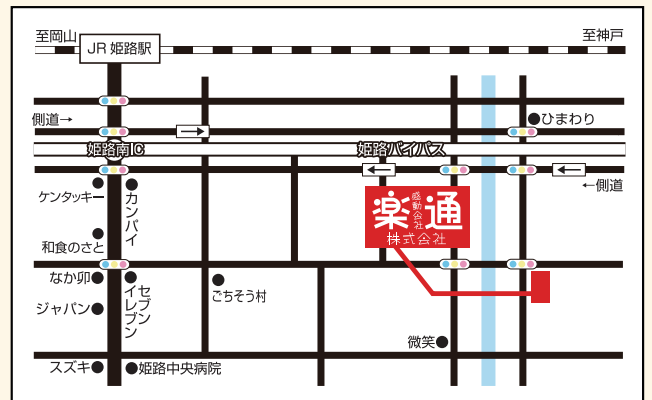 至岡山
JR 姫路駅
至神戸
側道→
ひまわり
姫路南IC
姫路バイパス
←側道
ケンタッキー
カンパイ
楽通
感動会社
株式会社
和食のさと
なか卯
セブン
イレブン
ごちそう村
ジャパン
微笑
スズキ
姫路中央病院